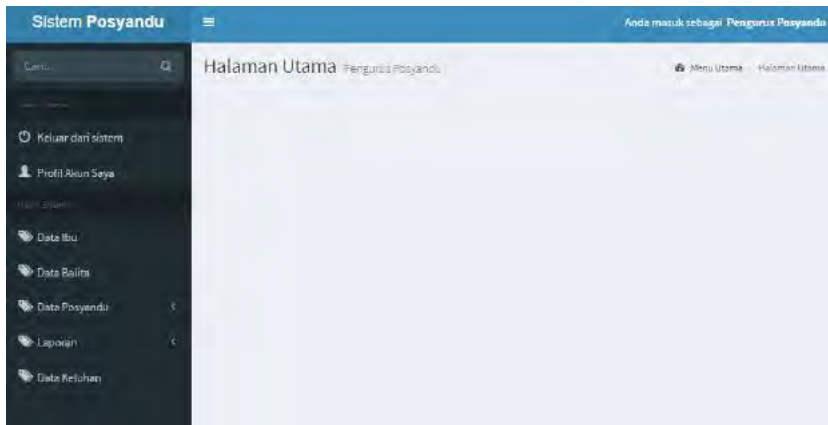 Sistem Posyandu
Anda masuk sebagai Pengurus Posyandu
Cari...
Halaman Utama Pengurus Posyandu
Menu Utama Halaman Utama
Keluar dari sistem
Profil Akun Saya
Data Ibu
Data Balita
Data Posyandu
Laporan
Data Keluhan